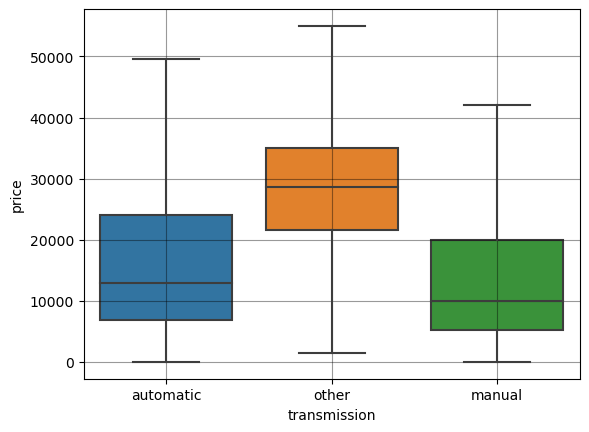 50000
40000
30000
20000
10000
0
price
automatic
other
manual
transmission